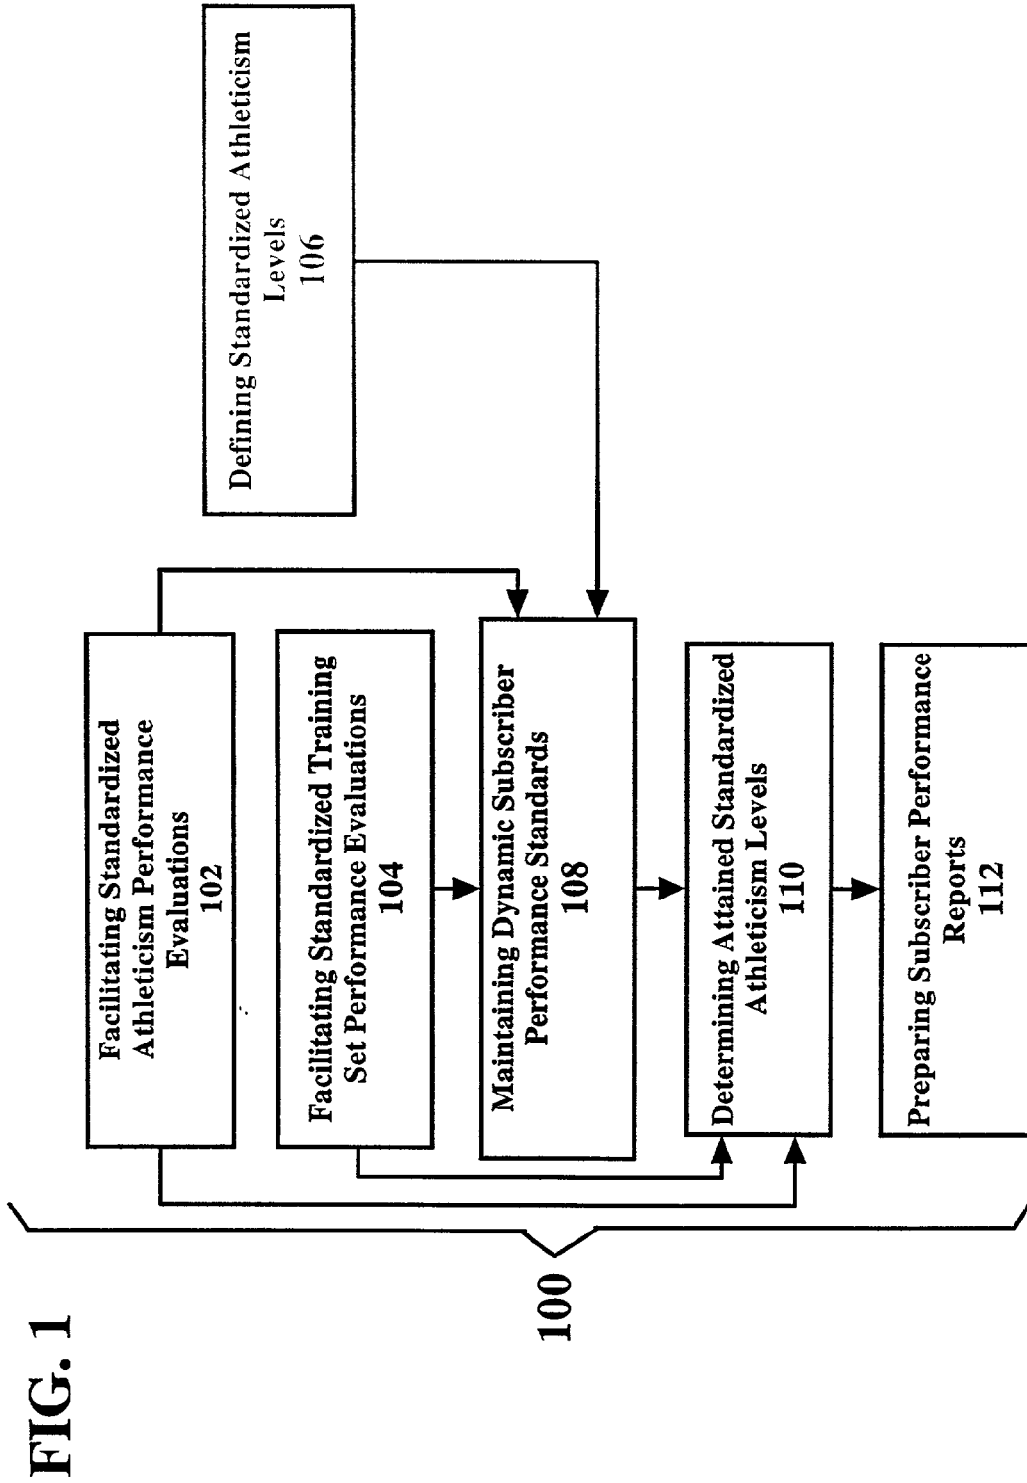 FIG. 1
100
Facilitating Standardized
Athleticism Performance
Evaluations
102
Facilitating Standardized Training
Set Performance Evaluations
104
Defining Standardized Athleticism
Levels
106
Maintaining Dynamic Subscriber
Performance Standards
108
Determining Attained Standardized
Athleticism Levels
110
Preparing Subscriber Performance
Reports
112